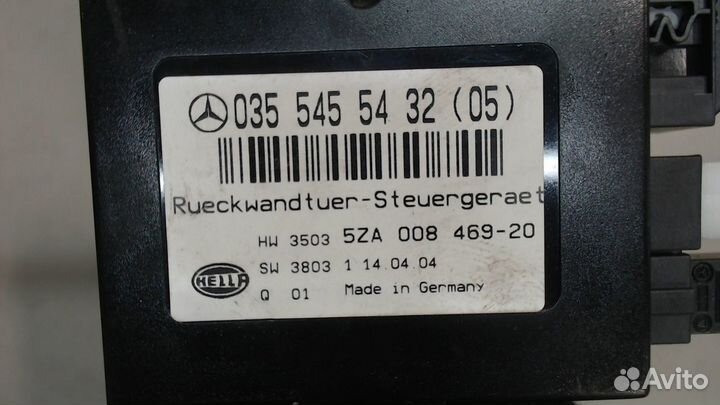 035 545 54 32 (05)
Rueckwandtuer-Steuergeraet
HW 3503 5ZA 008 469-20
SW 3803 1 14.04.04
HELLA
Q 01 Made in Germany
Avito